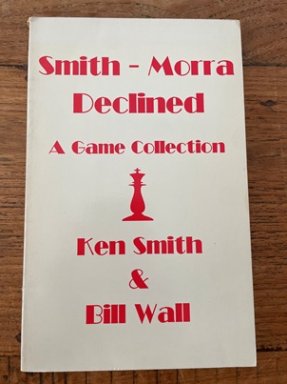 Smith - Morra
Declined
A Game Collection
Ken Smith
&
Bill Wall